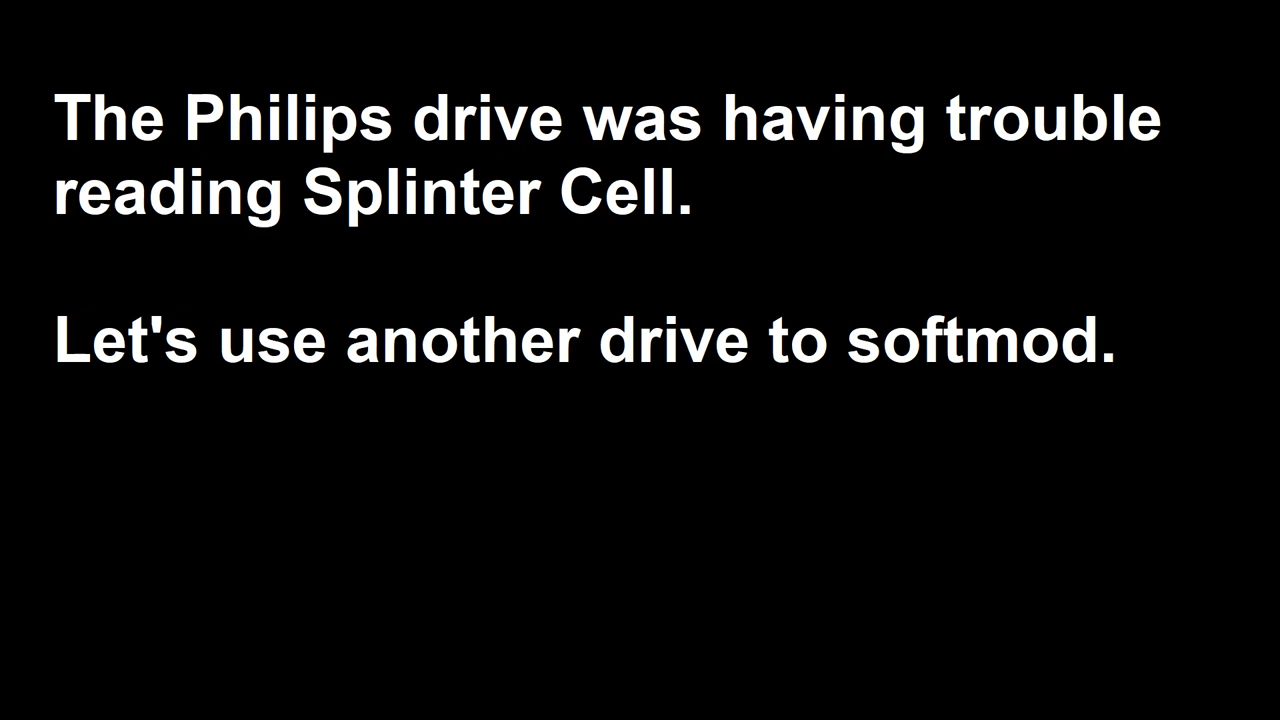 The Philips drive was having trouble
reading Splinter Cell.
Let's use another drive to softmod.